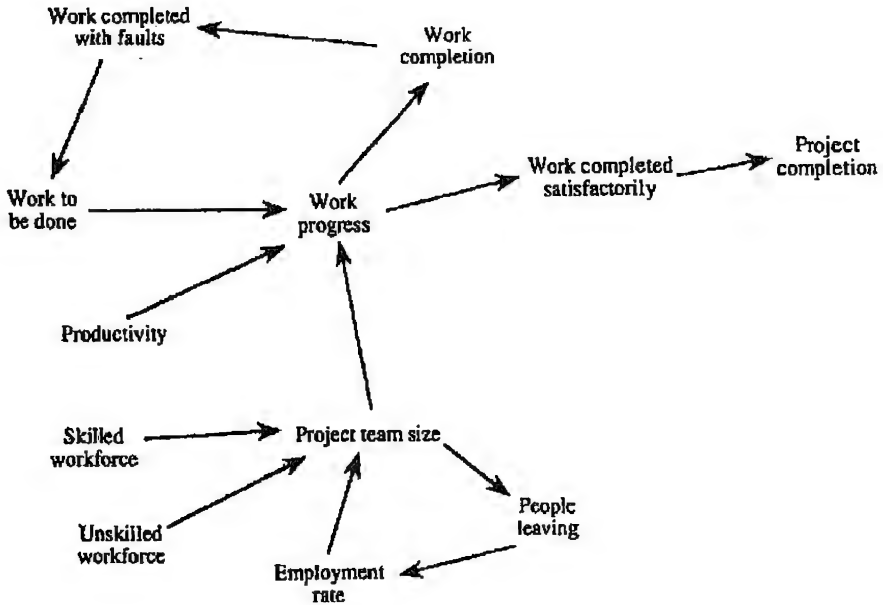 Work completed
with faults
Work
completion
Work completed
satisfactorily
Project
completion
Work to
be done
Work
progress
Productivity
Skilled
workforce
Project team size
People
leaving
Unskilled
workforce
Employment
rate